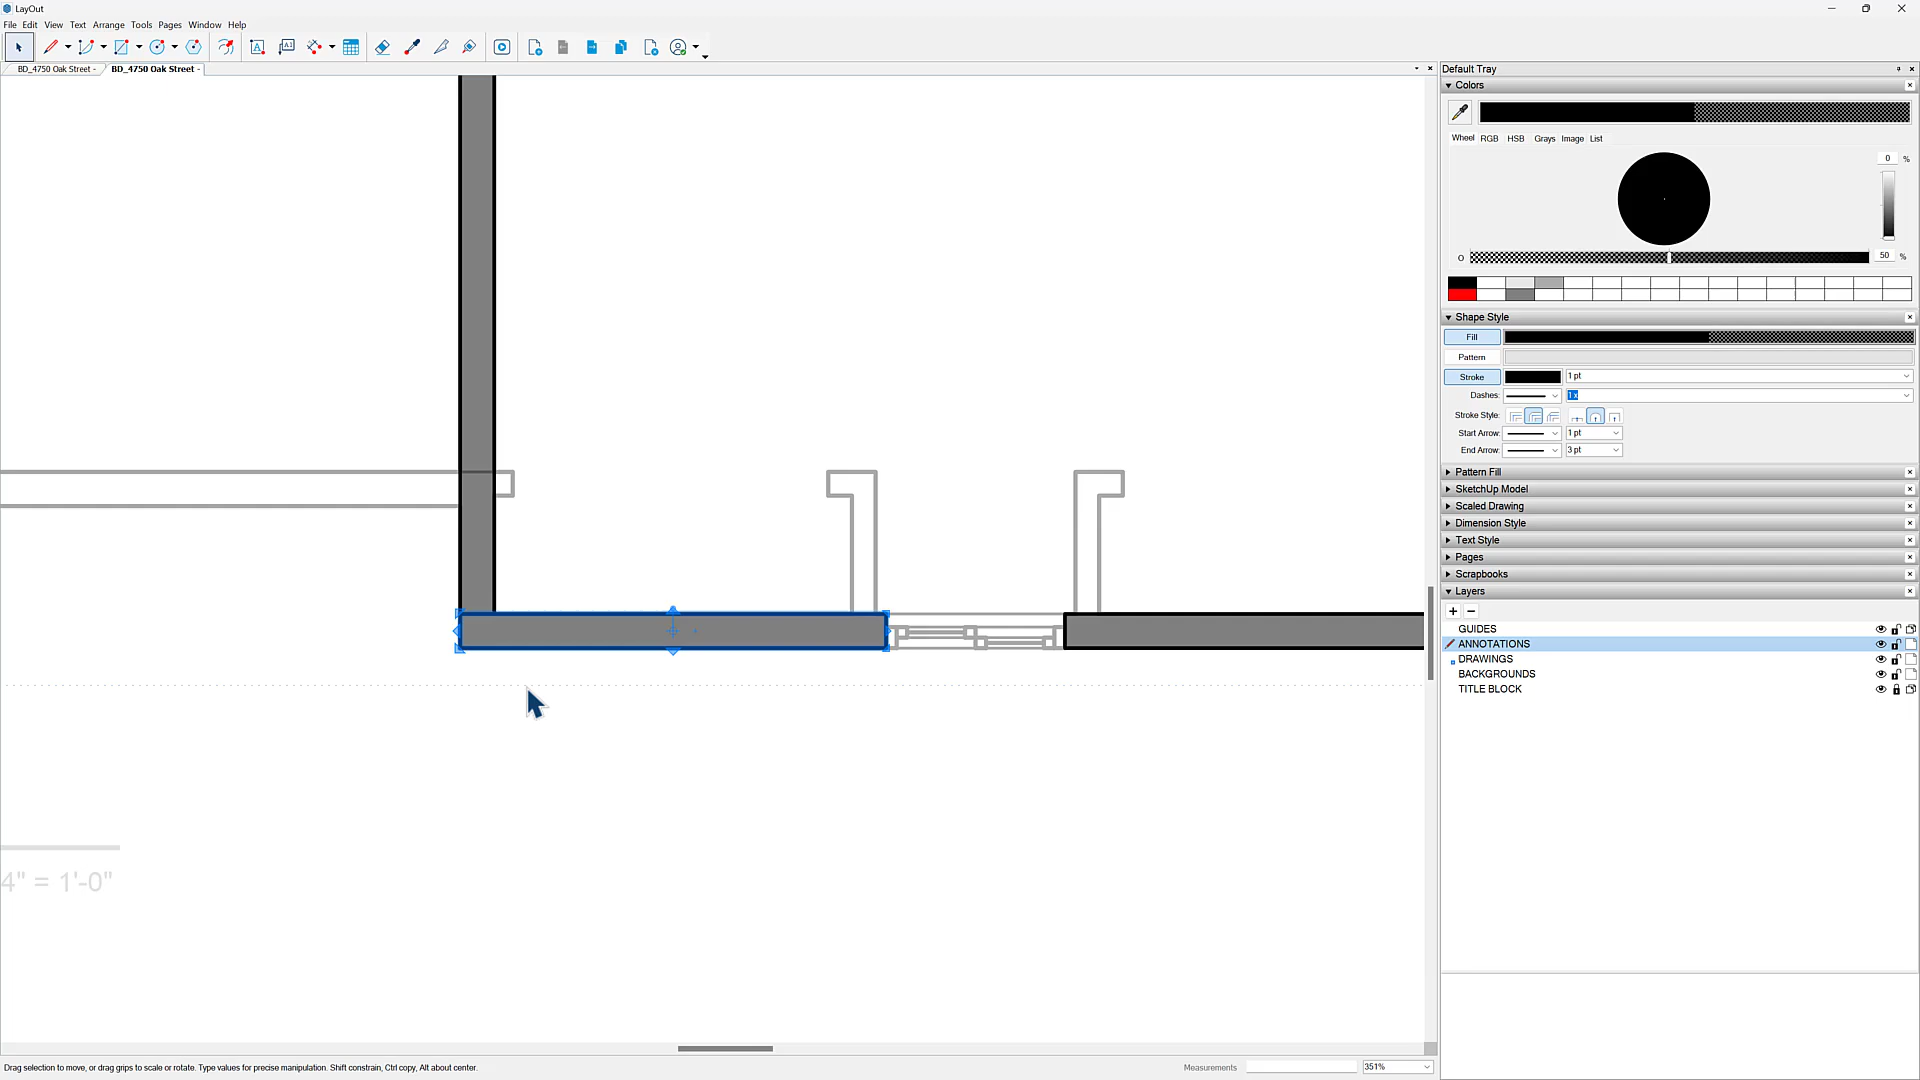 LayOut
File Edit View Text Arrange Tools Pages Window Help
BD_4750 Oak Street - BD_4750 Oak Street -
4" = 1'-0"
Drag selection to move, or drag grips to scale or rotate. Type values for precise manipulation. Shift constrain, Ctrl copy, Alt about center.
Measurements
351%
Default Tray
Colors
Wheel RGB HSB Grays Image List
0 %
O 50 %
Shape Style
Fill
Pattern
Stroke 1 pt
Dashes: 1 x
Stroke Style:
Start Arrow: 1 pt
End Arrow: 3 pt
Pattern Fill
SketchUp Model
Scaled Drawing
Dimension Style
Text Style
Pages
Scrapbooks
Layers
GUIDES
ANNOTATIONS
DRAWINGS
BACKGROUNDS
TITLE BLOCK